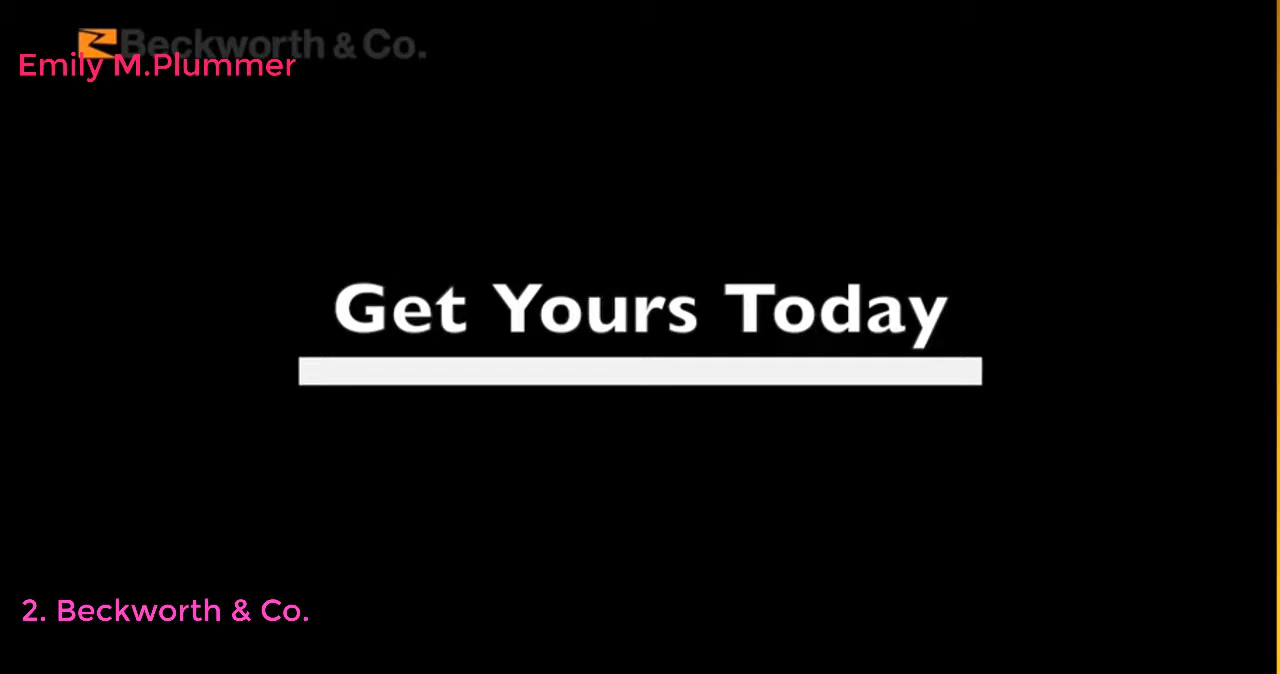 Beckworth & Co.
Emily M.Plummer
Get Yours Today
2. Beckworth & Co.